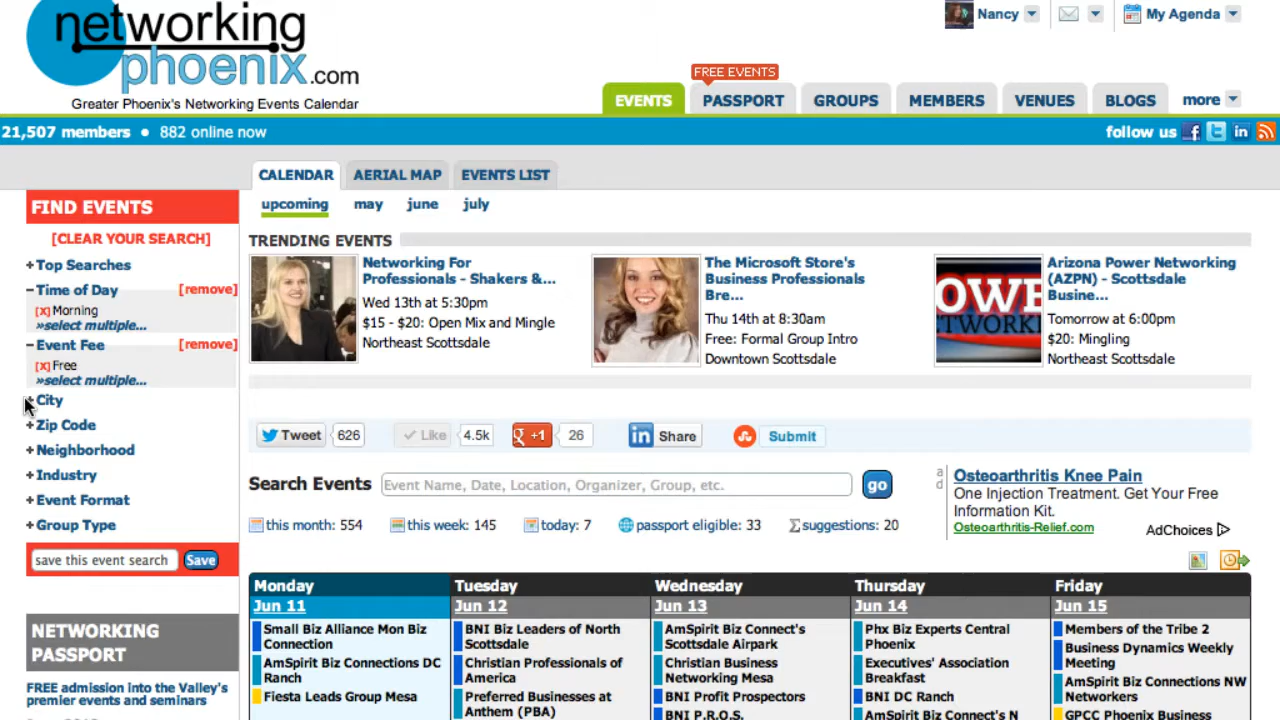 networking
phoenix.com
Greater Phoenix's Networking Events Calendar
Nancy
My Agenda
FREE EVENTS
EVENTS
PASSPORT
GROUPS
MEMBERS
VENUES
BLOGS
more
21,507 members • 882 online now
follow us
CALENDAR
AERIAL MAP
EVENTS LIST
upcoming
may
june
july
FIND EVENTS
[CLEAR YOUR SEARCH]
+Top Searches
−Time of Day [remove]
[X] Morning
»select multiple...
−Event Fee [remove]
[X] Free
»select multiple...
City
+Zip Code
+Neighborhood
+Industry
+Event Format
+Group Type
save this event search
Save
NETWORKING
PASSPORT
FREE admission into the Valley's
premier events and seminars
TRENDING EVENTS
Networking For
Professionals - Shakers &...
Wed 13th at 5:30pm
$15 - $20: Open Mix and Mingle
Northeast Scottsdale
The Microsoft Store's
Business Professionals
Bre...
Thu 14th at 8:30am
Free: Formal Group Intro
Downtown Scottsdale
Arizona Power Networking
(AZPN) - Scottsdale
Busine...
Tomorrow at 6:00pm
$20: Mingling
Northeast Scottsdale
Tweet 626
Like 4.5k
g +1 26
in Share
Submit
Search Events
Event Name, Date, Location, Organizer, Group, etc.
go
this month: 554
this week: 145
today: 7
passport eligible: 33
Σsuggestions: 20
ad
Osteoarthritis Knee Pain
One Injection Treatment. Get Your Free
Information Kit.
Osteoarthritis-Relief.com
AdChoices
Monday
Jun 11
Small Biz Alliance Mon Biz
Connection
AmSpirit Biz Connections DC
Ranch
Fiesta Leads Group Mesa
Tuesday
Jun 12
BNI Biz Leaders of North
Scottsdale
Christian Professionals of
America
Preferred Businesses at
Anthem (PBA)
Wednesday
Jun 13
AmSpirit Biz Connect's
Scottsdale Airpark
Christian Business
Networking Mesa
BNI Profit Prospectors
BNI P.R.O.S.
Thursday
Jun 14
Phx Biz Experts Central
Phoenix
Executives' Association
Breakfast
BNI DC Ranch
AmSpirit Biz Connect's N
Friday
Jun 15
Members of the Tribe 2
Business Dynamics Weekly
Meeting
AmSpirit Biz Connections NW
Networkers
GPCC Phoenix Business